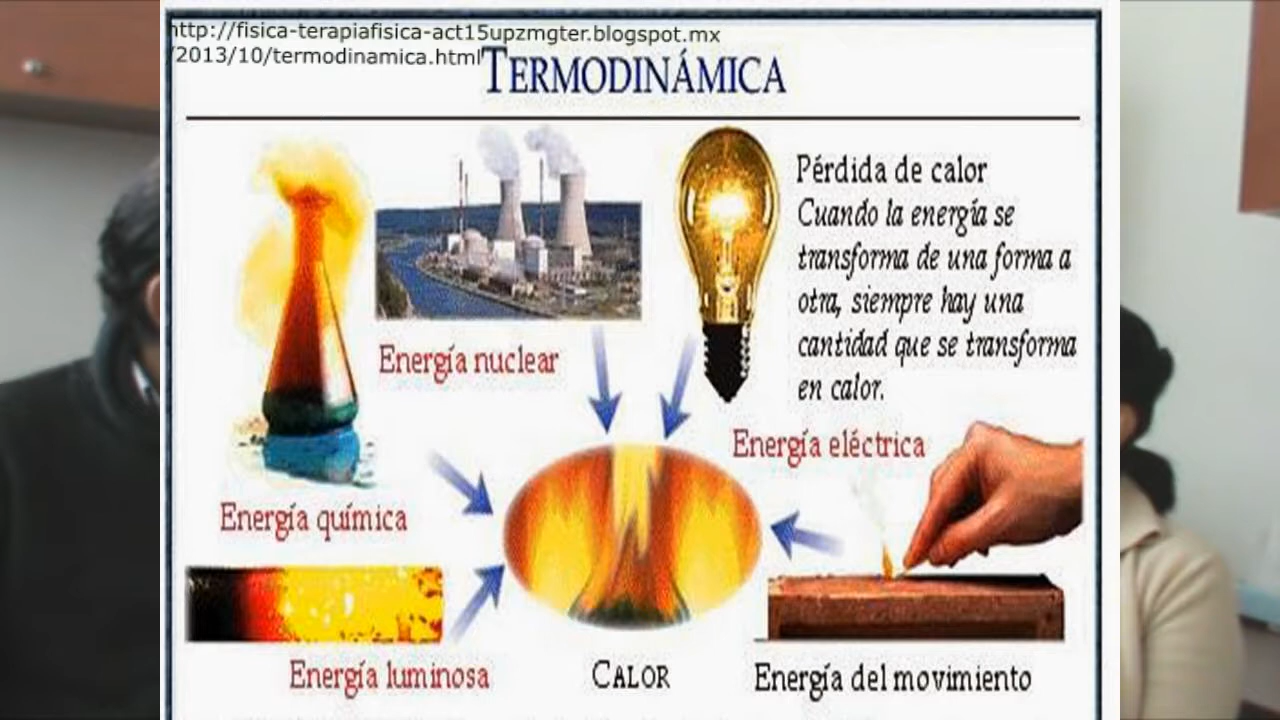 http://fisica-terapiafisica-act15upzmgter.blogspot.mx
/2013/10/termodinamica.html
TERMODINÁMICA
Pérdida de calor
Cuando la energía se
transforma de una forma a
otra, siempre hay una
cantidad que se transforma
en calor.
Energía nuclear
Energía eléctrica
Energía química
Energía luminosa
CALOR
Energía del movimiento